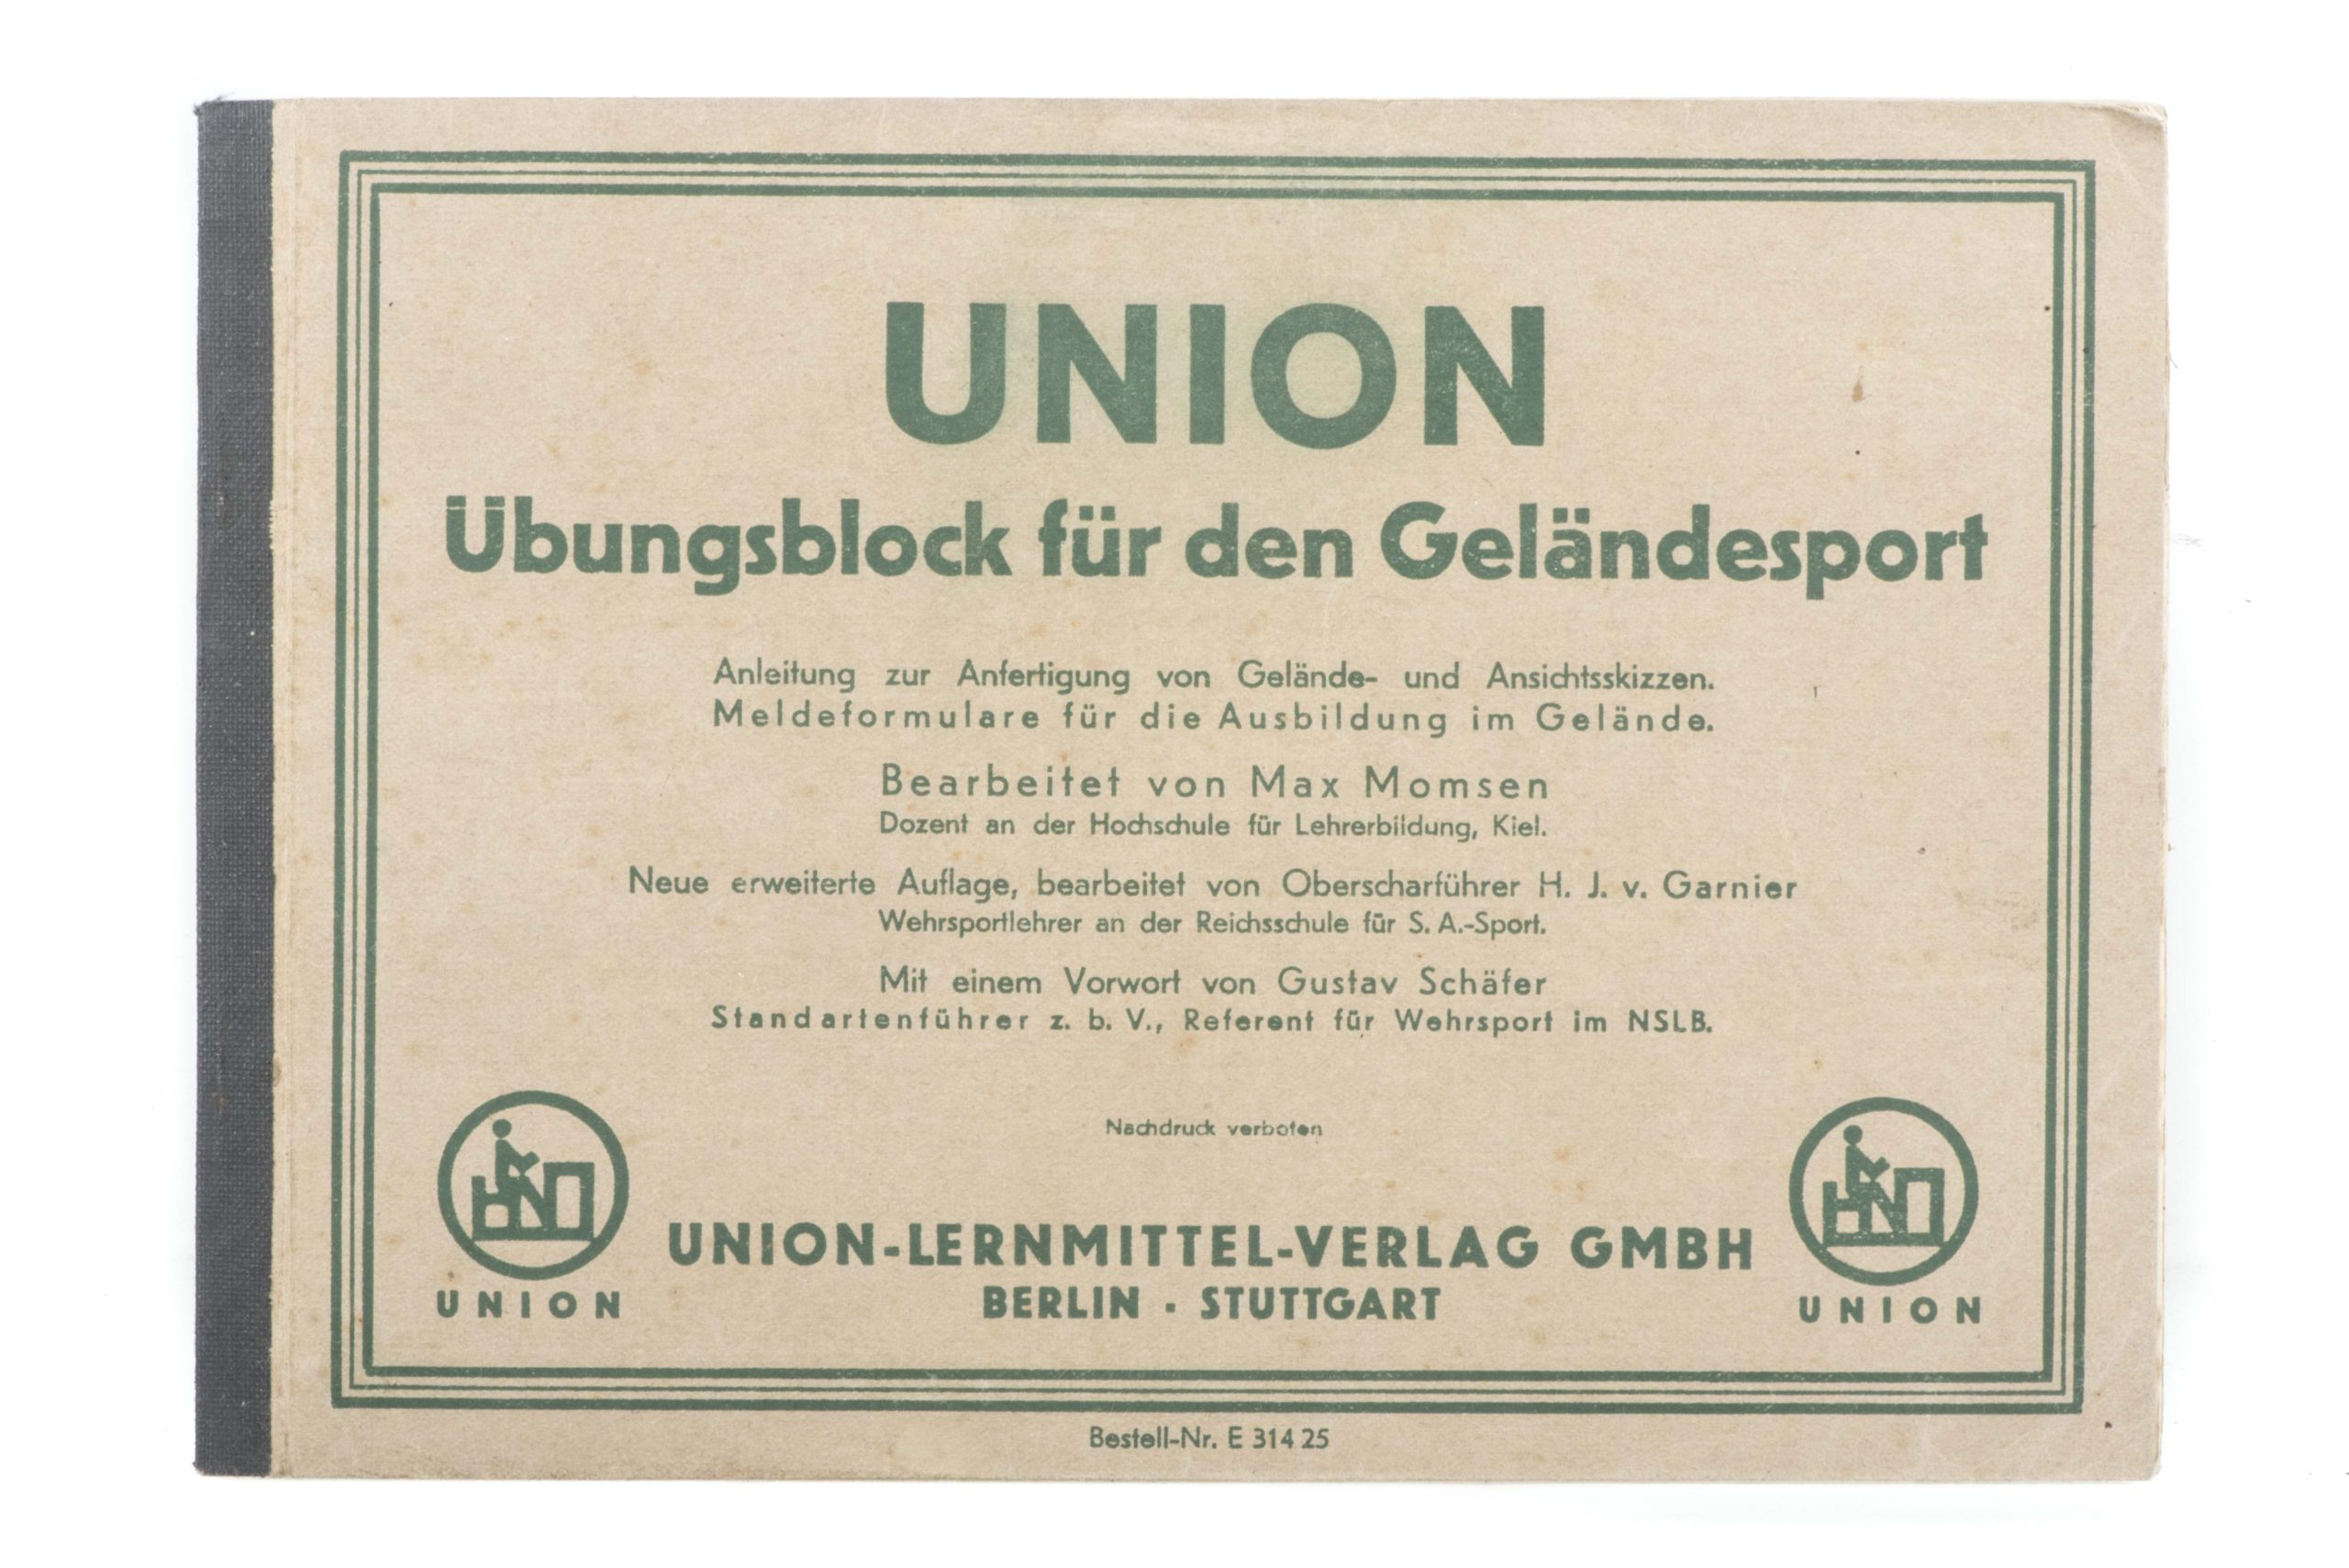 UNION
Übungsblock für den Geländesport
Anleitung zur Anfertigung von Gelände- und Ansichtsskizzen.
Meldeformulare für die Ausbildung im Gelände.
Bearbeitet von Max Momsen
Dozent an der Hochschule für Lehrerbildung, Kiel.
Neue erweiterte Auflage, bearbeitet von Oberscharführer H. J. v. Garnier
Wehrsportlehrer an der Reichsschule für S. A.-Sport.
Mit einem Vorwort von Gustav Schäfer
Standartenführer z. b. V., Referent für Wehrsport im NSLB.
Nachdruck verboten
UNION-LERNMITTEL-VERLAG GMBH
BERLIN · STUTTGART
UNION
UNION
Bestell-Nr. E 314 25